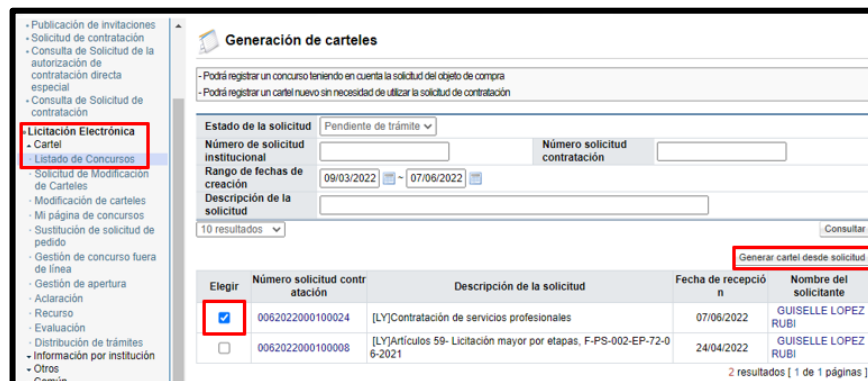 Publicación de invitaciones
Solicitud de contratación
Consulta de Solicitud de la
autorización de
contratación directa
especial
Consulta de Solicitud de
contratación
Licitación Electrónica
Cartel
Listado de Concursos
Solicitud de Modificación
de Carteles
Modificación de carteles
Mi página de concursos
Sustitución de solicitud de
pedido
Gestión de concurso fuera
de línea
Gestión de apertura
Aclaración
Recurso
Evaluación
Distribución de trámites
Información por institución
Otros
Común
Generación de carteles
- Podrá registrar un concurso teniendo en cuenta la solicitud del objeto de compra
- Podrá registrar un cartel nuevo sin necesidad de utilizar la solicitud de contratación
Estado de la solicitud Pendiente de trámite
Número de solicitud
institucional
Número solicitud
contratación
Rango de fechas de
creación
09/03/2022 ~ 07/06/2022
Descripción de la
solicitud
10 resultados Consultar
Generar cartel desde solicitud
Elegir
Número solicitud contr
atación
Descripción de la solicitud
Fecha de recepció
n
Nombre del
solicitante
0062022000100024 [LY]Contratación de servicios profesionales 07/06/2022 GUISELLE LOPEZ
RUBI
0062022000100008 [LY]Artículos 59- Licitación mayor por etapas, F-PS-002-EP-72-0
6-2021 24/04/2022 GUISELLE LOPEZ
RUBI
2 resultados [ 1 de 1 páginas ]